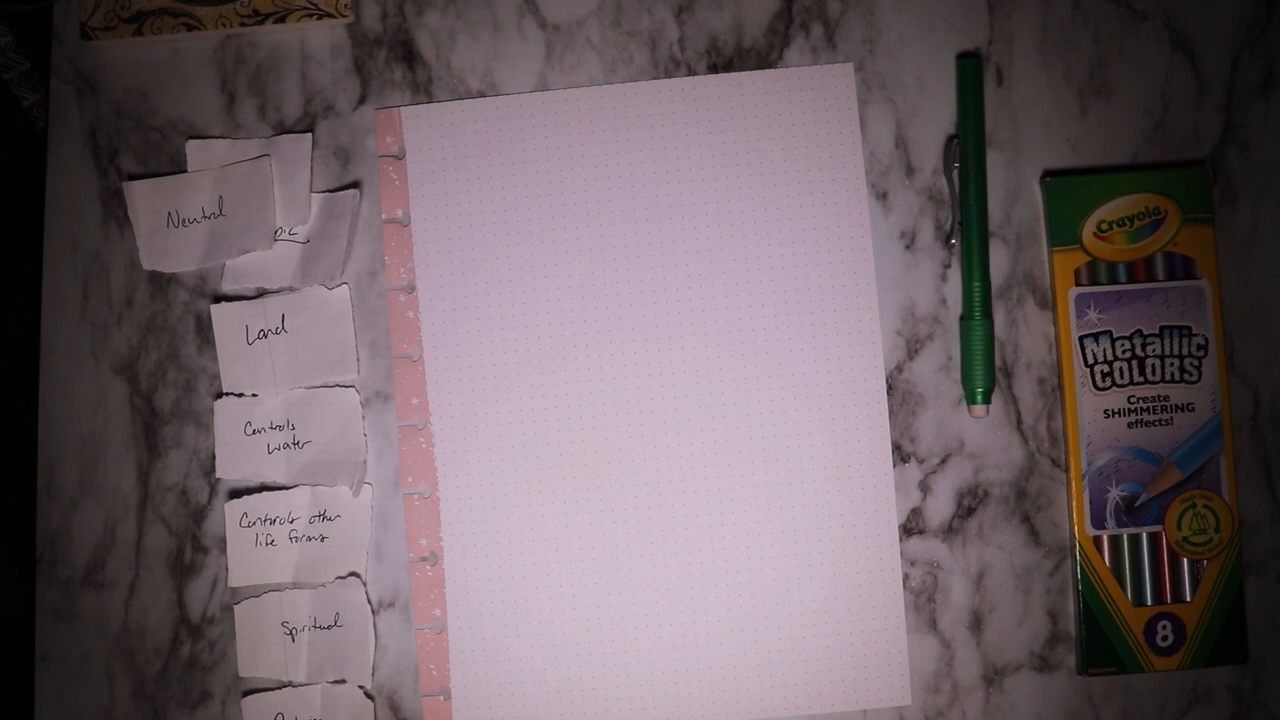 Neutral
Land
Controls
water
Controls other
life forms
Spiritual
Crayola
Metallic
COLORS
Create
SHIMMERING
effects!
8